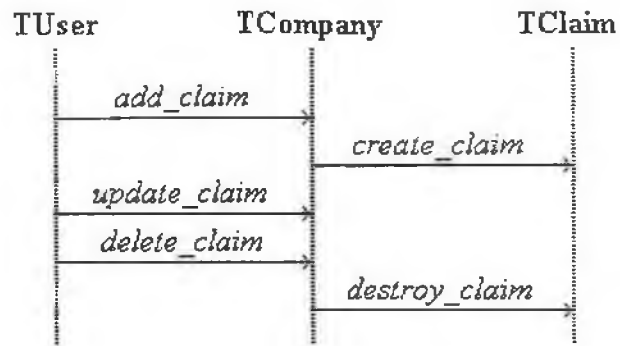 TUser TCompany TClaim
add_claim
create_claim
update_claim
delete_claim
destroy_claim